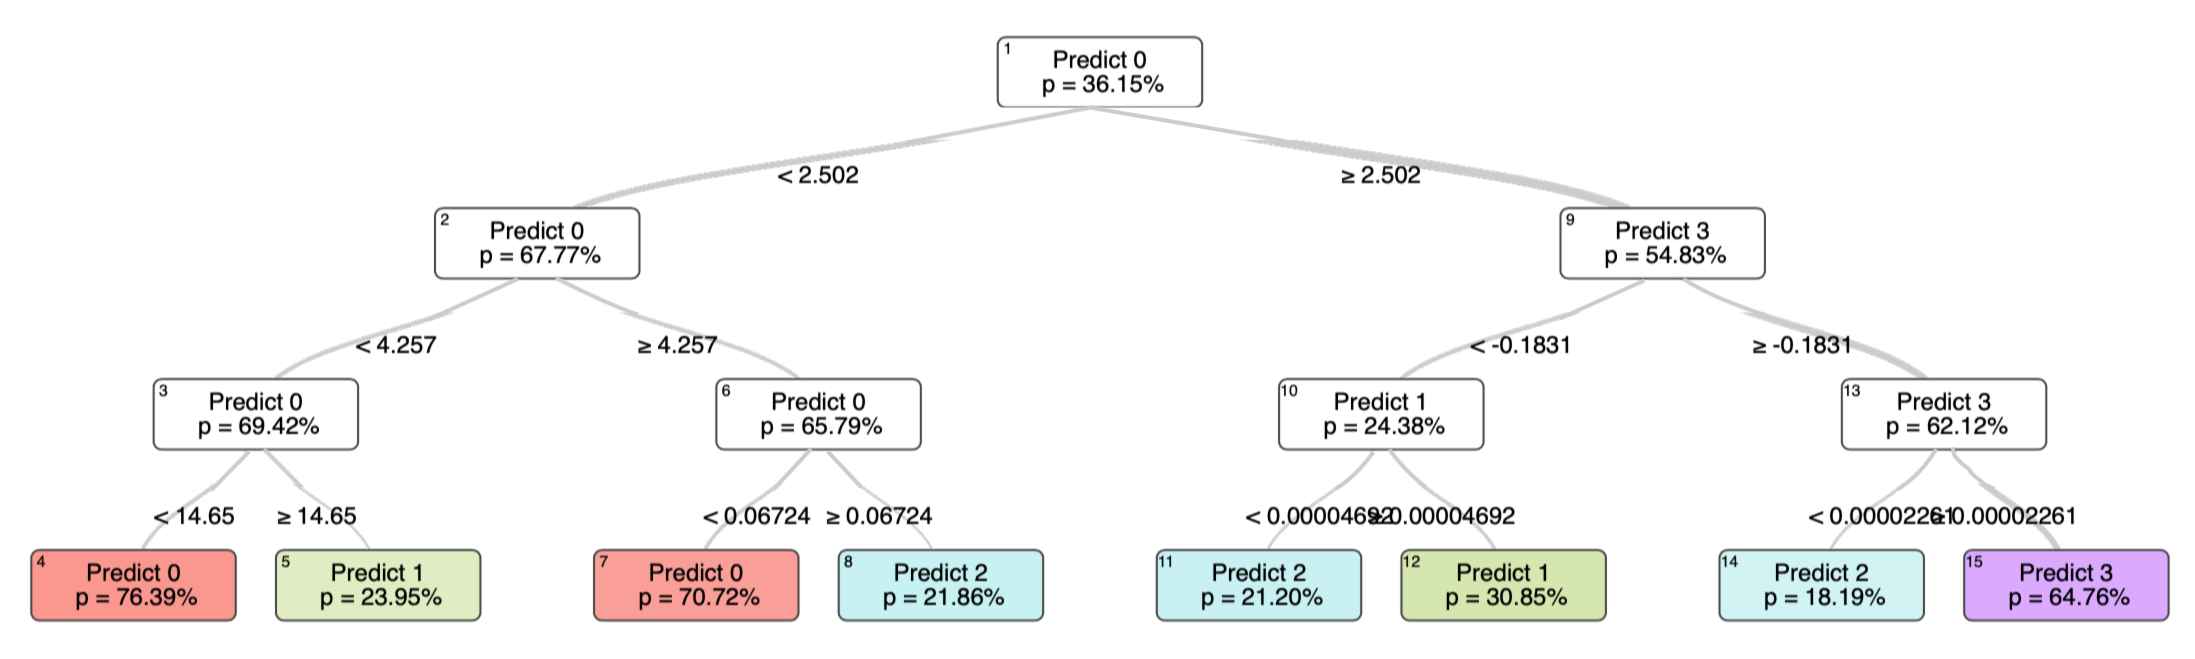 1
Predict 0
p = 36.15%
< 2.502
≥ 2.502
2
Predict 0
p = 67.77%
9
Predict 3
p = 54.83%
< 4.257
≥ 4.257
< -0.1831
≥ -0.1831
3
Predict 0
p = 69.42%
6
Predict 0
p = 65.79%
10
Predict 1
p = 24.38%
13
Predict 3
p = 62.12%
< 14.65
≥ 14.65
< 0.06724
≥ 0.06724
< 0.00004692
≥ 0.00004692
< 0.00002261
≥ 0.00002261
4
Predict 0
p = 76.39%
5
Predict 1
p = 23.95%
7
Predict 0
p = 70.72%
8
Predict 2
p = 21.86%
11
Predict 2
p = 21.20%
12
Predict 1
p = 30.85%
14
Predict 2
p = 18.19%
15
Predict 3
p = 64.76%